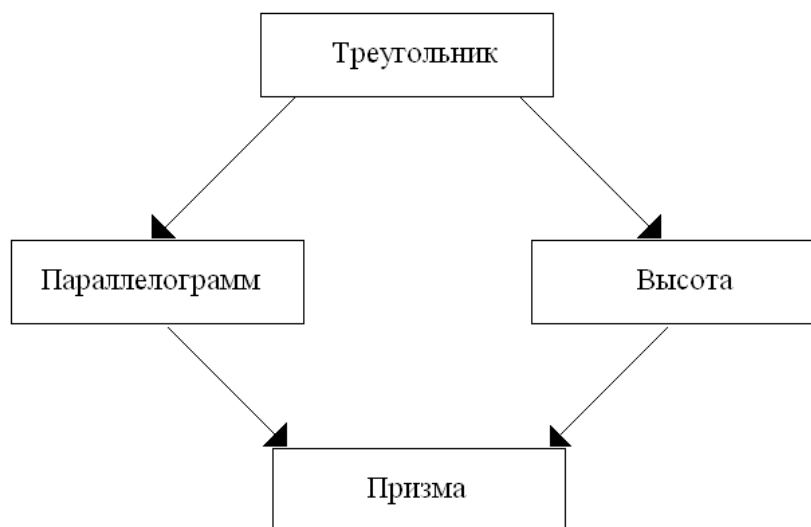 Треугольник
Параллелограмм
Высота
Призма